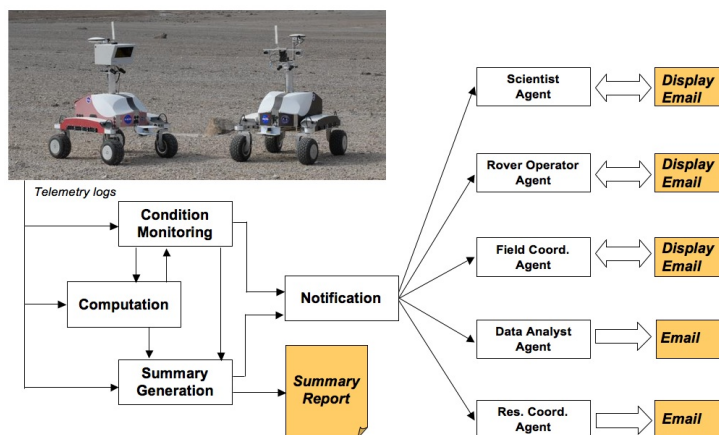 Telemetry logs
Condition
Monitoring
Computation
Summary
Generation
Notification
Summary
Report
Scientist
Agent
Display
Email
Rover Operator
Agent
Display
Email
Field Coord.
Agent
Display
Email
Data Analyst
Agent
Email
Res. Coord.
Agent
Email